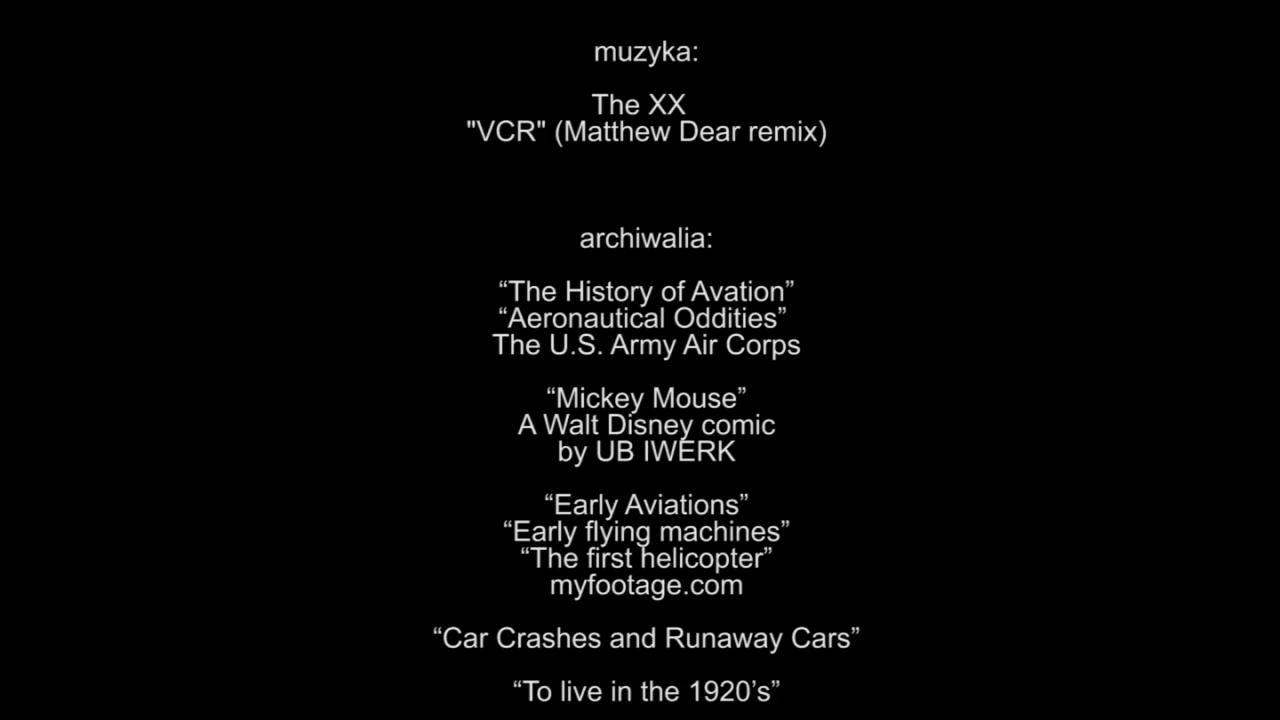 muzyka:
The XX
"VCR" (Matthew Dear remix)
archiwalia:
“The History of Avation”
“Aeronautical Oddities”
The U.S. Army Air Corps
“Mickey Mouse”
A Walt Disney comic
by UB IWERK
“Early Aviations”
“Early flying machines”
“The first helicopter”
myfootage.com
“Car Crashes and Runaway Cars”
“To live in the 1920’s”